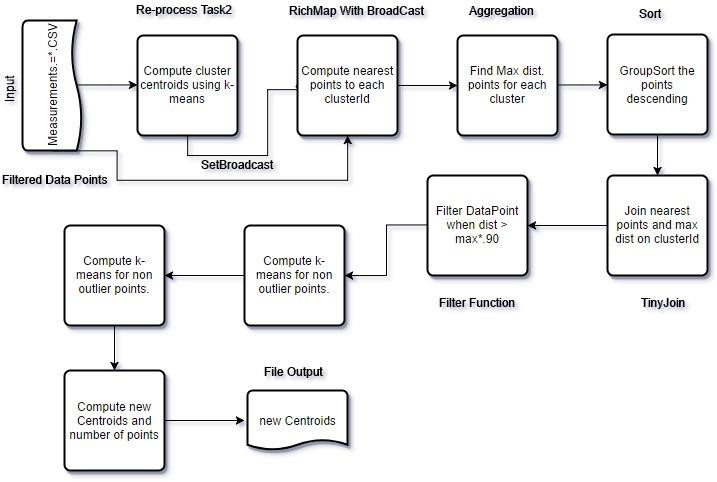 Re-process Task2
RichMap With BroadCast
Aggregation
Sort
Input
Measurements.=*.CSV
Compute cluster
centroids using k-
means
Compute nearest
points to each
clusterId
Find Max dist.
points for each
cluster
GroupSort the
points
descending
SetBroadcast
Filtered Data Points
Filter DataPoint
when dist >
max*.90
Join nearest
points and max
dist on clusterId
Filter Function
TinyJoin
Compute k-
means for non
outlier points.
Compute k-
means for non
outlier points.
File Output
Compute new
Centroids and
number of points
new Centroids